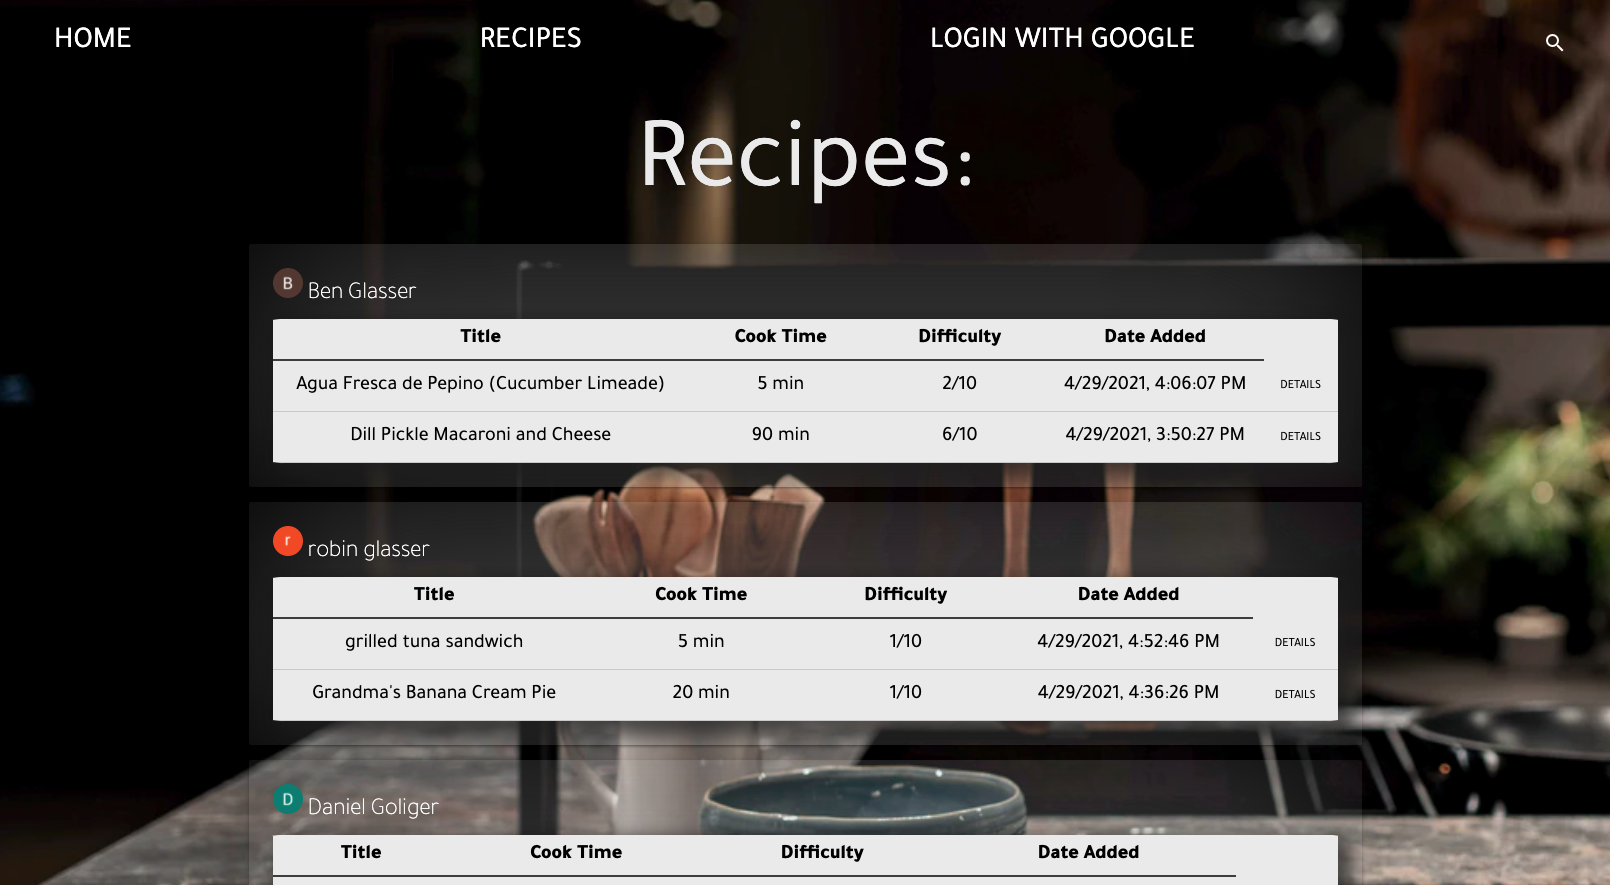 HOME RECIPES LOGIN WITH GOOGLE
Recipes:
B Ben Glasser
Title Cook Time Difficulty Date Added
Agua Fresca de Pepino (Cucumber Limeade) 5 min 2/10 4/29/2021, 4:06:07 PM DETAILS
Dill Pickle Macaroni and Cheese 90 min 6/10 4/29/2021, 3:50:27 PM DETAILS
r robin glasser
Title Cook Time Difficulty Date Added
grilled tuna sandwich 5 min 1/10 4/29/2021, 4:52:46 PM DETAILS
Grandma's Banana Cream Pie 20 min 1/10 4/29/2021, 4:36:26 PM DETAILS
D Daniel Goliger
Title Cook Time Difficulty Date Added